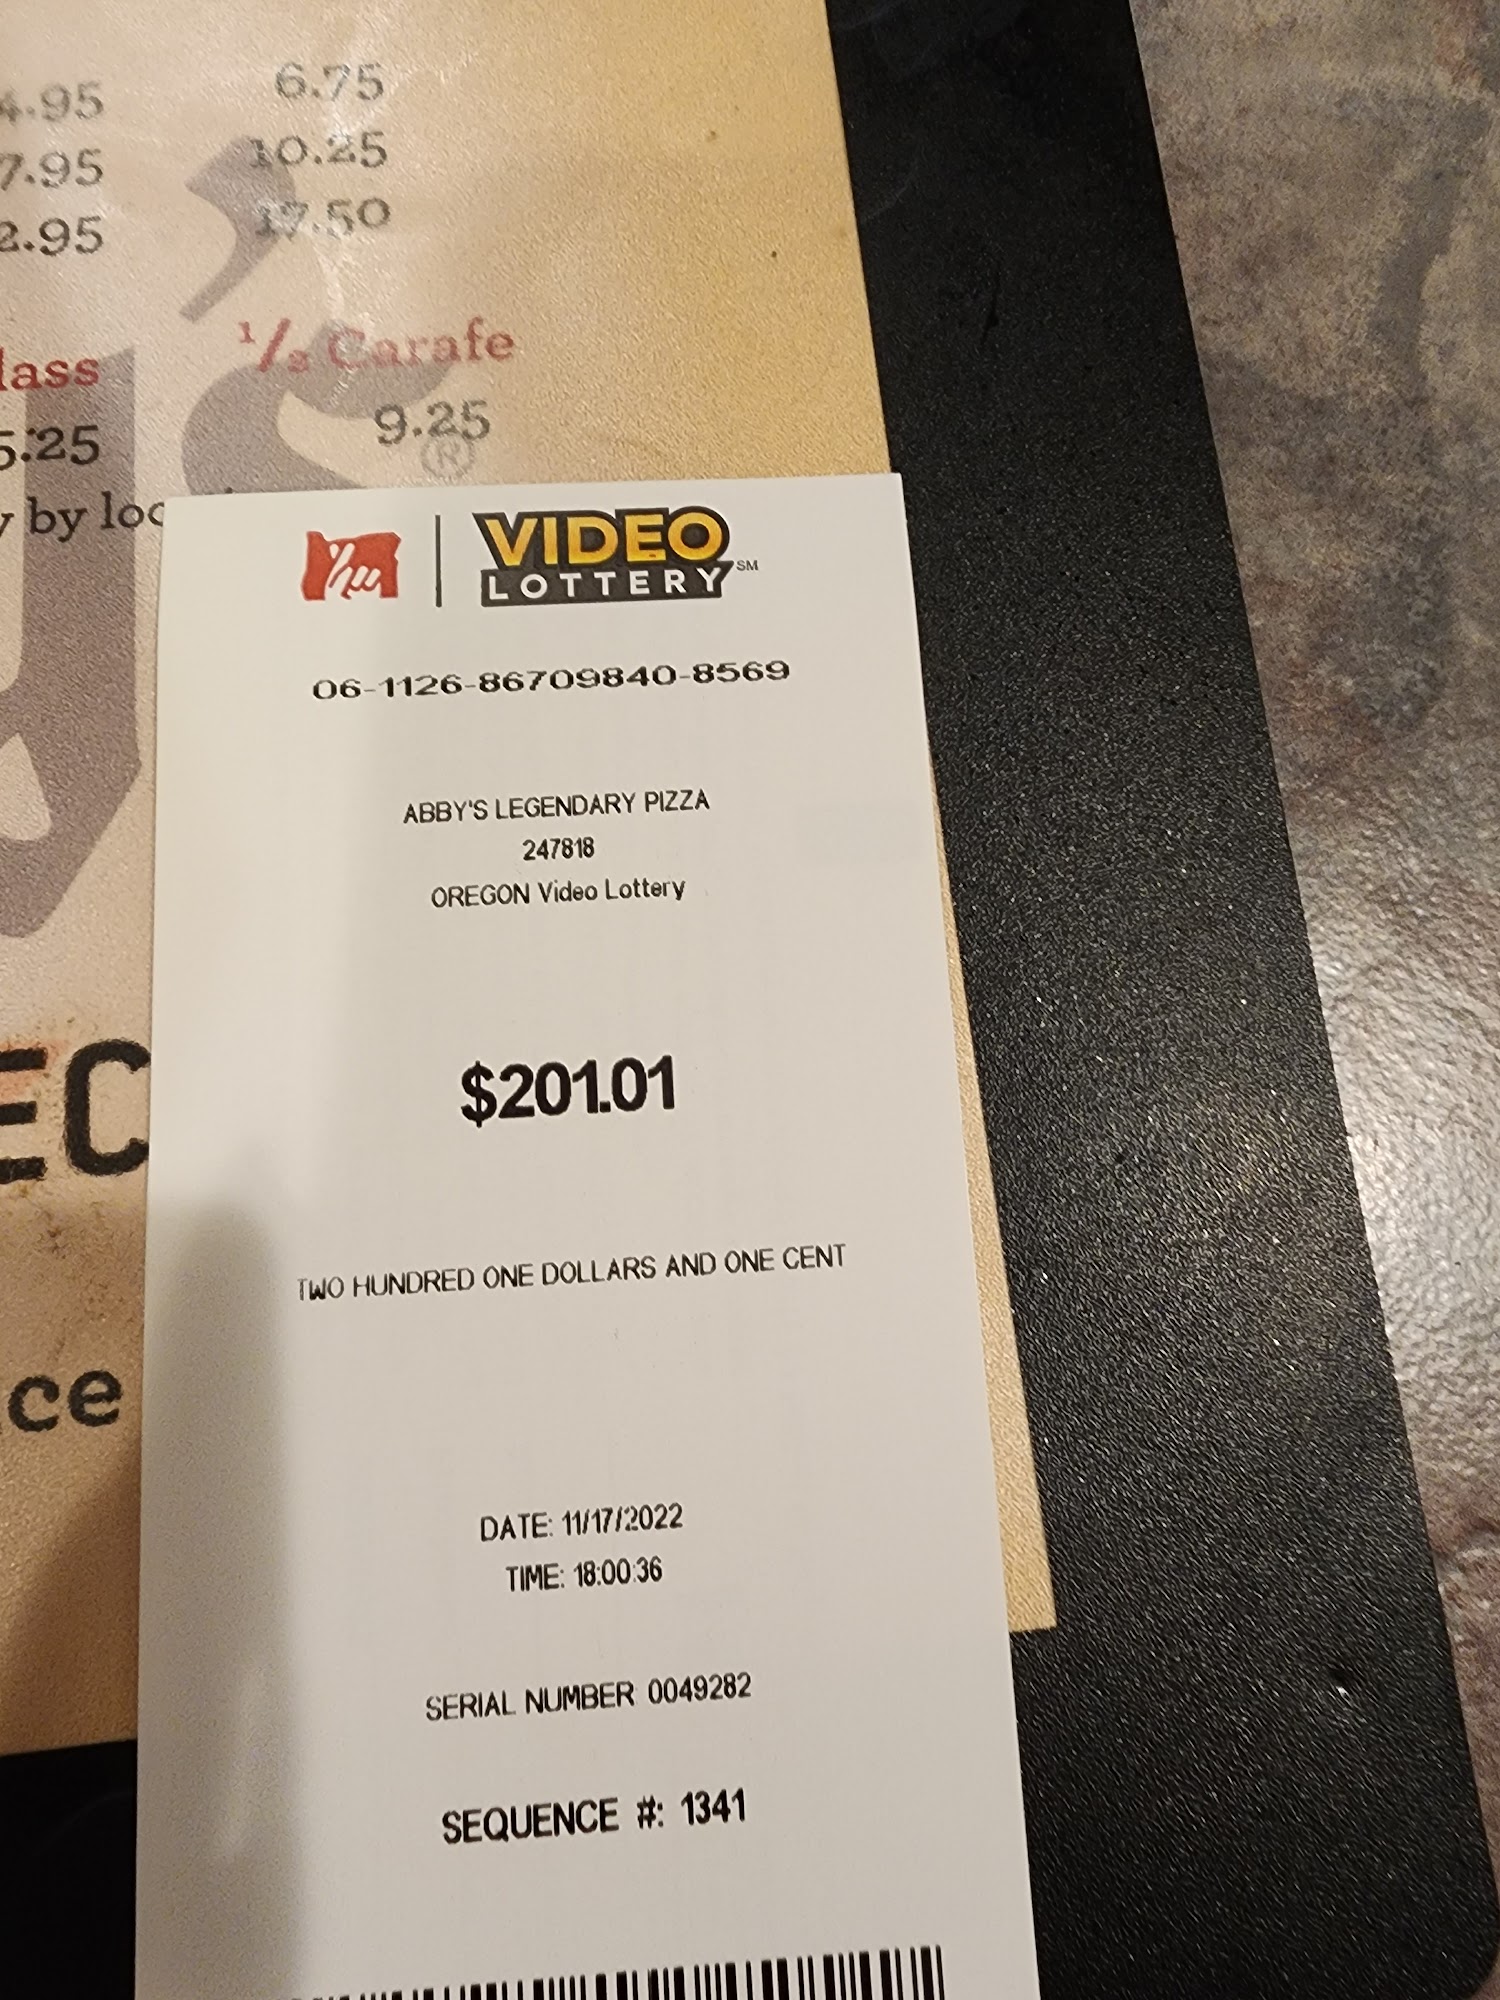 4.95 6.75
7.95 10.25
2.95 17.50
lass 1/2 Carafe
5.25 9.25
®
y by loc
VIDEO
LOTTERY SM
06-1126-86709840-8569
ABBY'S LEGENDARY PIZZA
247818
OREGON Video Lottery
$201.01
EC
TWO HUNDRED ONE DOLLARS AND ONE CENT
ce
DATE: 11/17/2022
TIME: 18:00:36
SERIAL NUMBER 0049282
SEQUENCE #: 1341